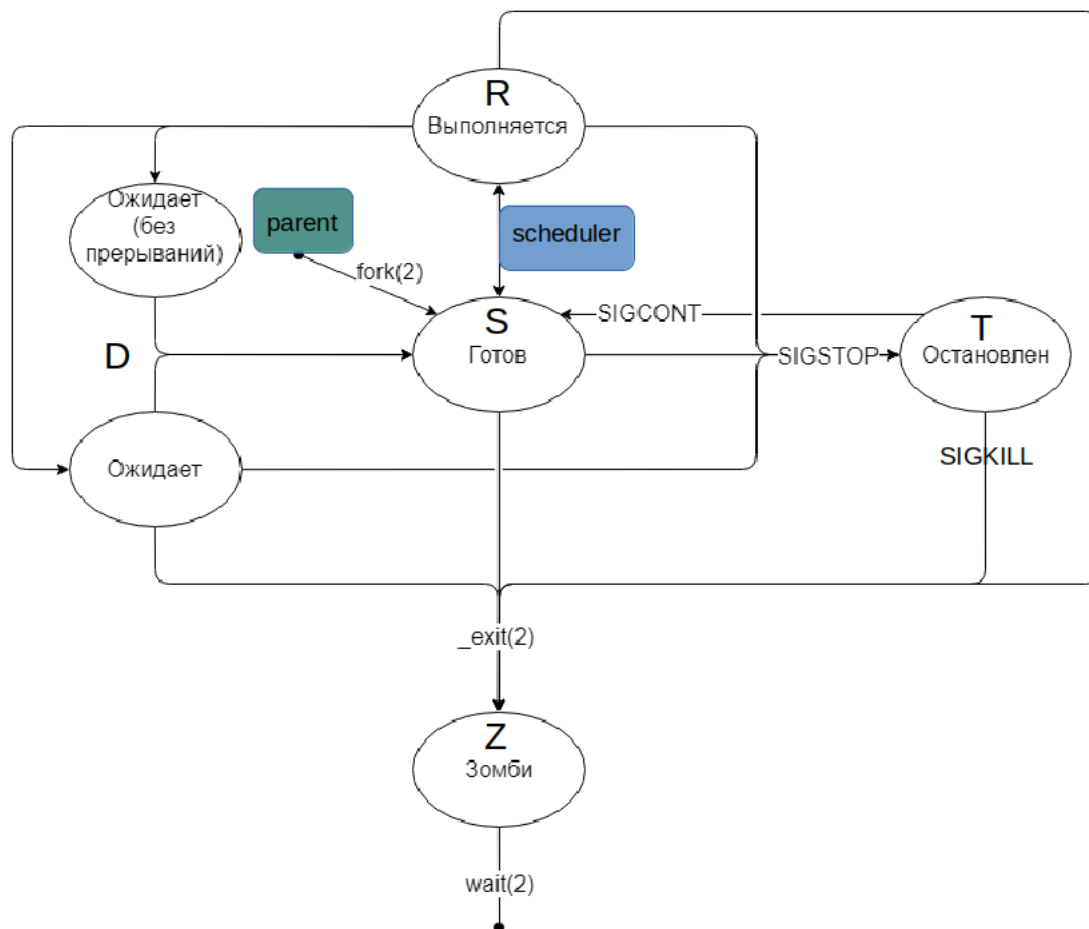 R
Выполняется
Ожидает
(без
прерываний)
parent
scheduler
fork(2)
S
Готов
SIGCONT
T
Остановлен
SIGSTOP
D
Ожидает
SIGKILL
_exit(2)
Z
Зомби
wait(2)